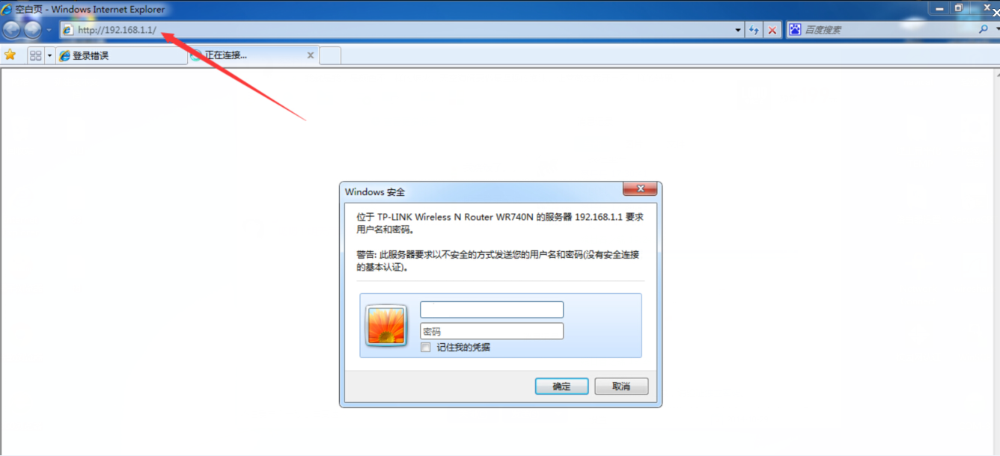 空白页 - Windows Internet Explorer
http://192.168.1.1/
百度搜索
登录错误
正在连接...
Windows 安全
位于 TP-LINK Wireless N Router WR740N 的服务器 192.168.1.1 要求
用户名和密码。
警告: 此服务器要求以不安全的方式发送您的用户名和密码(没有安全连接
的基本认证)。
密码
记住我的凭据
确定
取消